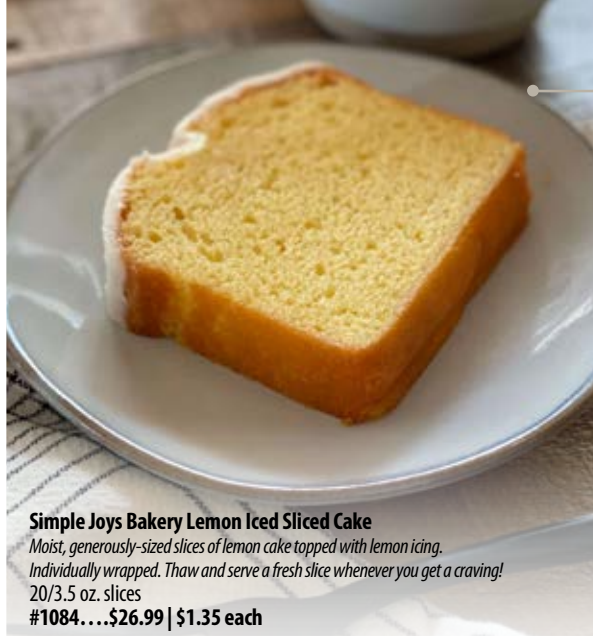 Simple Joys Bakery Lemon Iced Sliced Cake
Moist, generously-sized slices of lemon cake topped with lemon icing.
Individually wrapped. Thaw and serve a fresh slice whenever you get a craving!
20/3.5 oz. slices
#1084....$26.99 | $1.35 each